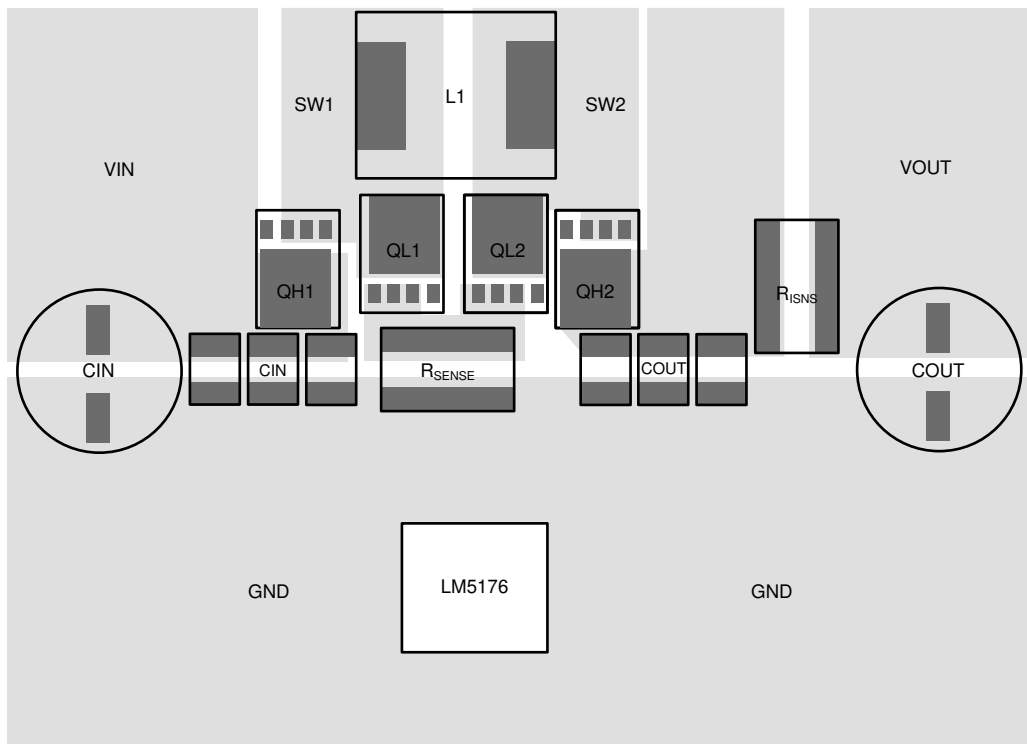 L1
SW1
SW2
VIN
VOUT
QL1
QL2
QH1
QH2
RISNS
CIN
CIN
RSENSE
COUT
COUT
LM5176
GND
GND